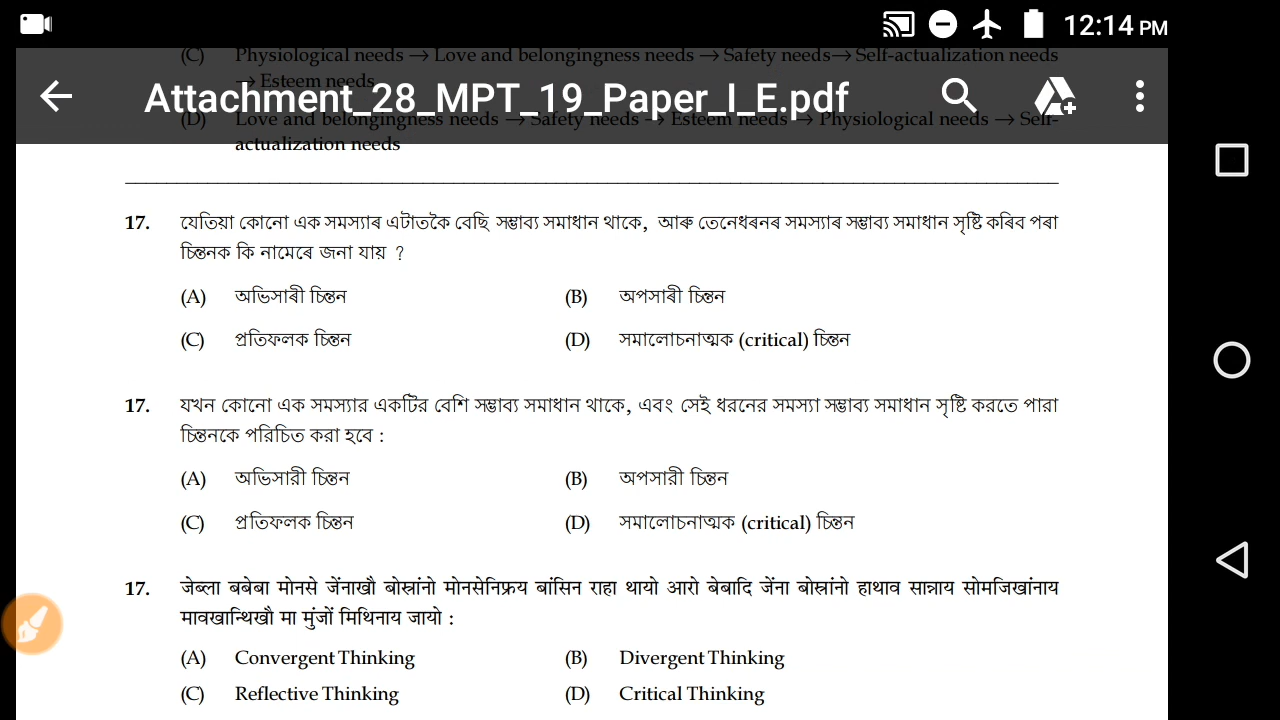 12:14 PM
(C) Physiological needs → Love and belongingness needs → Safety needs→ Self-actualization needs
→ Esteem needs
Attachment_28_MPT_19_Paper_I_E.pdf
(D) Love and belongingness needs → Safety needs → Esteem needs → Physiological needs → Self-
actualization needs
17. যেতিয়া কোনো এক সমস্যাৰ এটাতকৈ বেছি সম্ভাব্য সমাধান থাকে, আৰু তেনেধৰনৰ সমস্যাৰ সম্ভাব্য সমাধান সৃষ্টি কৰিব পৰা
চিন্তনক কি নামেৰে জনা যায় ?
(A) অভিসাৰী চিন্তন (B) অপসাৰী চিন্তন
(C) প্ৰতিফলক চিন্তন (D) সমালোচনাত্মক (critical) চিন্তন
17. যখন কোনো এক সমস্যার একটির বেশি সম্ভাব্য সমাধান থাকে, এবং সেই ধরনের সমস্যা সম্ভাব্য সমাধান সৃষ্টি করতে পারা
চিন্তনকে পরিচিত করা হবে :
(A) অভিসারী চিন্তন (B) অপসারী চিন্তন
(C) প্রতিফলক চিন্তন (D) সমালোচনাত্মক (critical) চিন্তন
17. जेब्ला बबेबा मोनसे जेंनाखौ बोस्रांनो मोनसेनिफ्रय बांसिन राहा थायो आरो बेबादि जेंना बोस्रांनो हाथाव सान्नाय सोमजिखांनाय
मावखान्थिखौ मा मुंजों मिथिनाय जायो :
(A) Convergent Thinking (B) Divergent Thinking
(C) Reflective Thinking (D) Critical Thinking